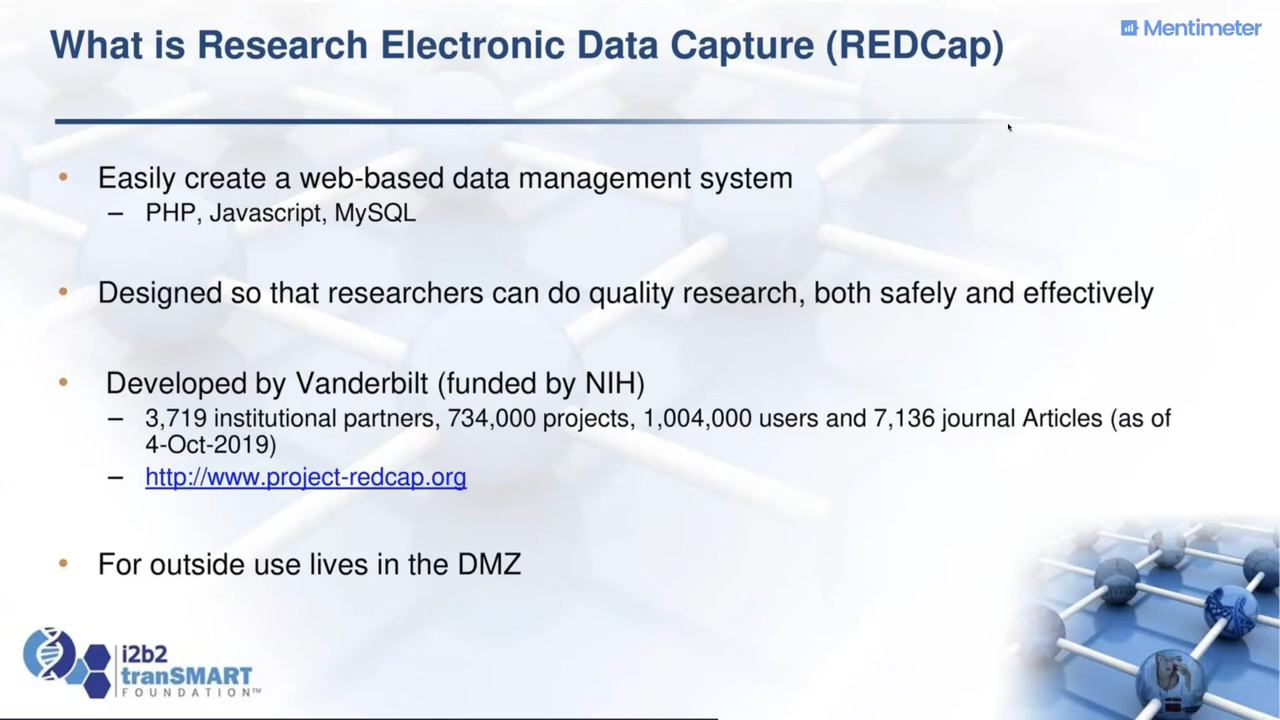 What is Research Electronic Data Capture (REDCap)
Mentimeter
• Easily create a web-based data management system
– PHP, Javascript, MySQL
• Designed so that researchers can do quality research, both safely and effectively
• Developed by Vanderbilt (funded by NIH)
– 3,719 institutional partners, 734,000 projects, 1,004,000 users and 7,136 journal Articles (as of
4-Oct-2019)
– http://www.project-redcap.org
• For outside use lives in the DMZ
i2b2
tranSMART
FOUNDATION™